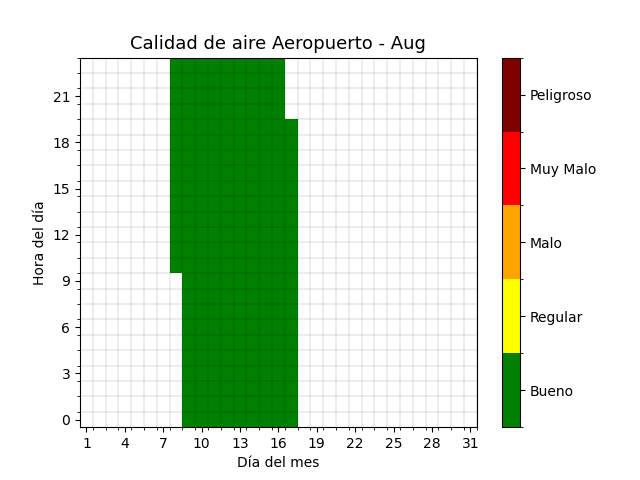 Calidad de aire Aeropuerto - Aug
Hora del día
21
18
15
12
9
6
3
0
1 4 7 10 13 16 19 22 25 28 31
Día del mes
Peligroso
Muy Malo
Malo
Regular
Bueno